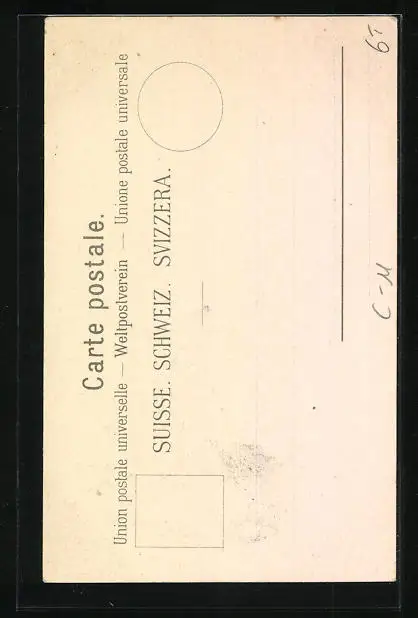 Carte postale.
Union postale universelle — Weltpostverein — Unione postale universale
SUISSE. SCHWEIZ. SVIZZERA.
C-M